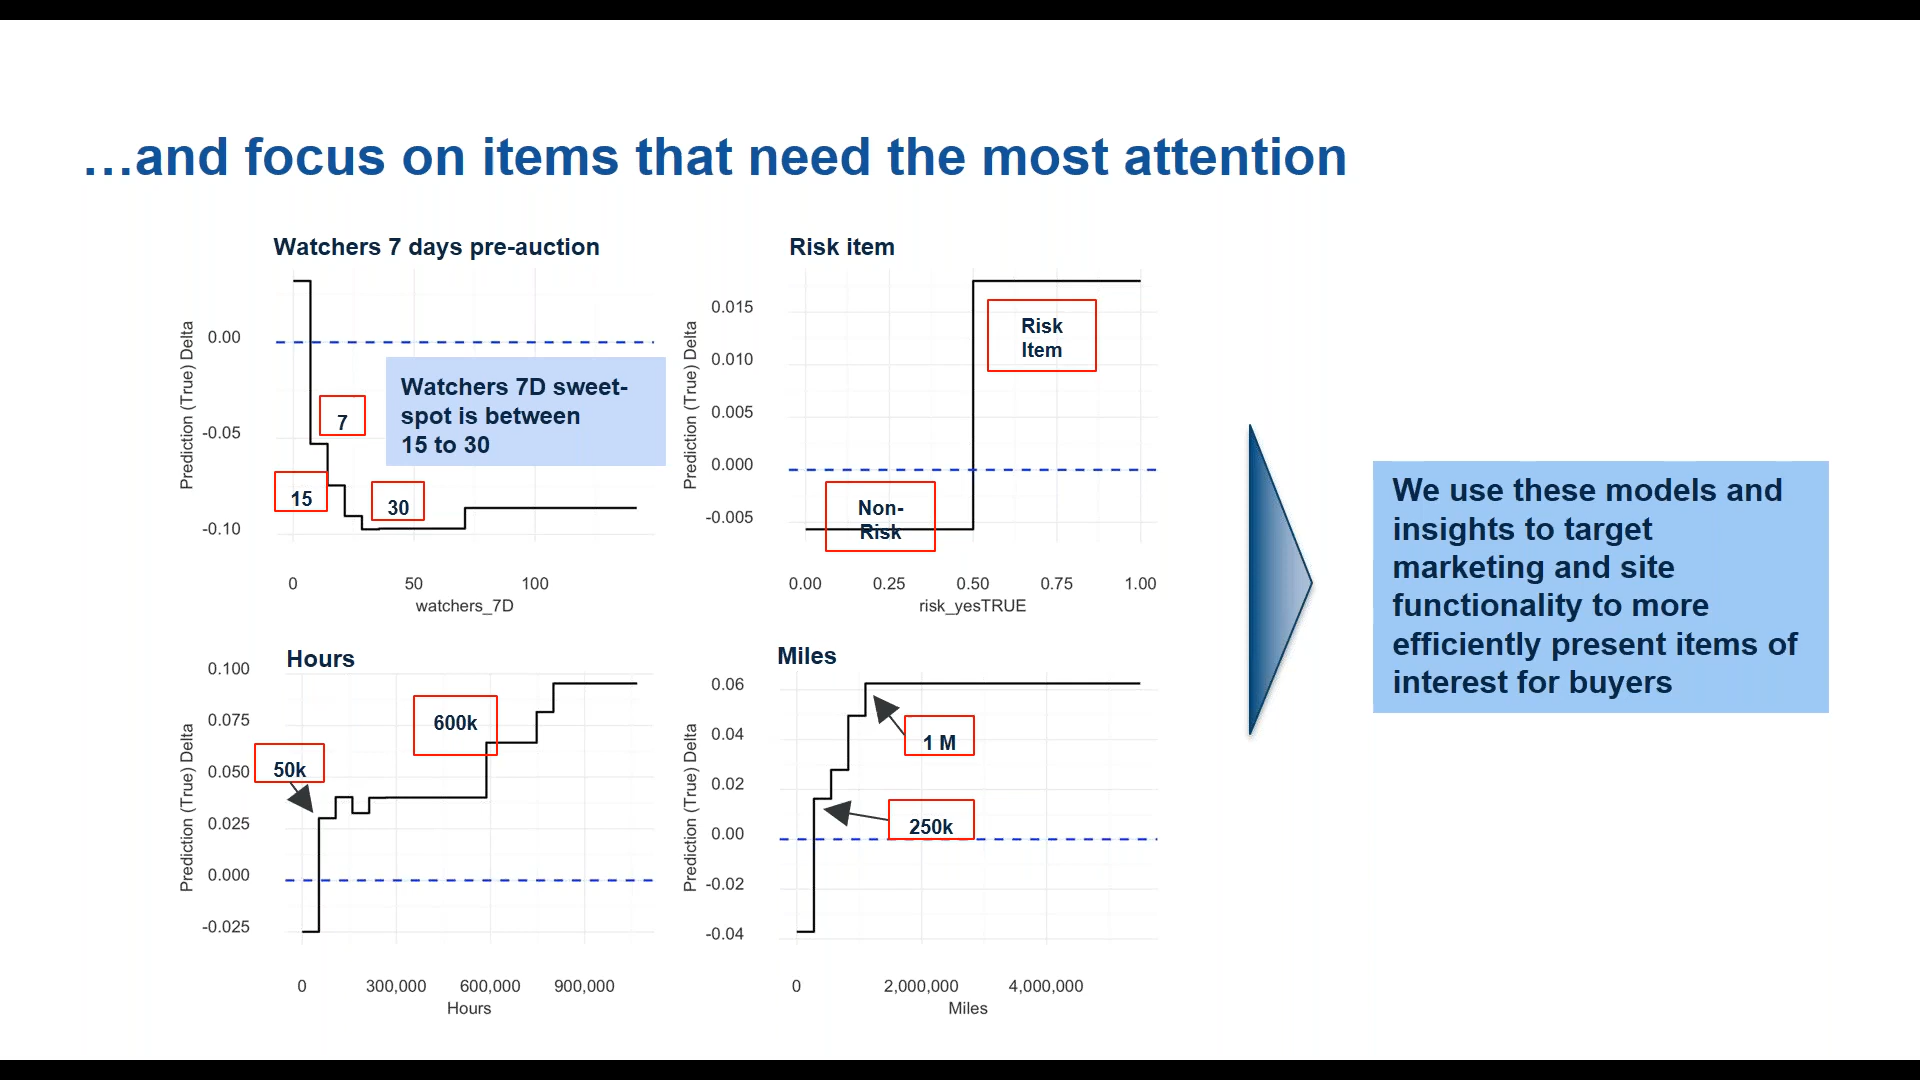 …and focus on items that need the most attention
Watchers 7 days pre-auction
Prediction (True) Delta
0.00
-0.05
-0.10
7
15
30
Watchers 7D sweet-
spot is between
15 to 30
0
50
100
watchers_7D
Risk item
Prediction (True) Delta
0.015
0.010
0.005
0.000
-0.005
Risk
Item
Non-
Risk
0.00
0.25
0.50
0.75
1.00
risk_yesTRUE
Hours
Prediction (True) Delta
0.100
0.075
0.050
0.025
0.000
-0.025
50k
600k
0
300,000
600,000
900,000
Hours
Miles
Prediction (True) Delta
0.06
0.04
0.02
0.00
-0.02
-0.04
1 M
250k
0
2,000,000
4,000,000
Miles
We use these models and
insights to target
marketing and site
functionality to more
efficiently present items of
interest for buyers